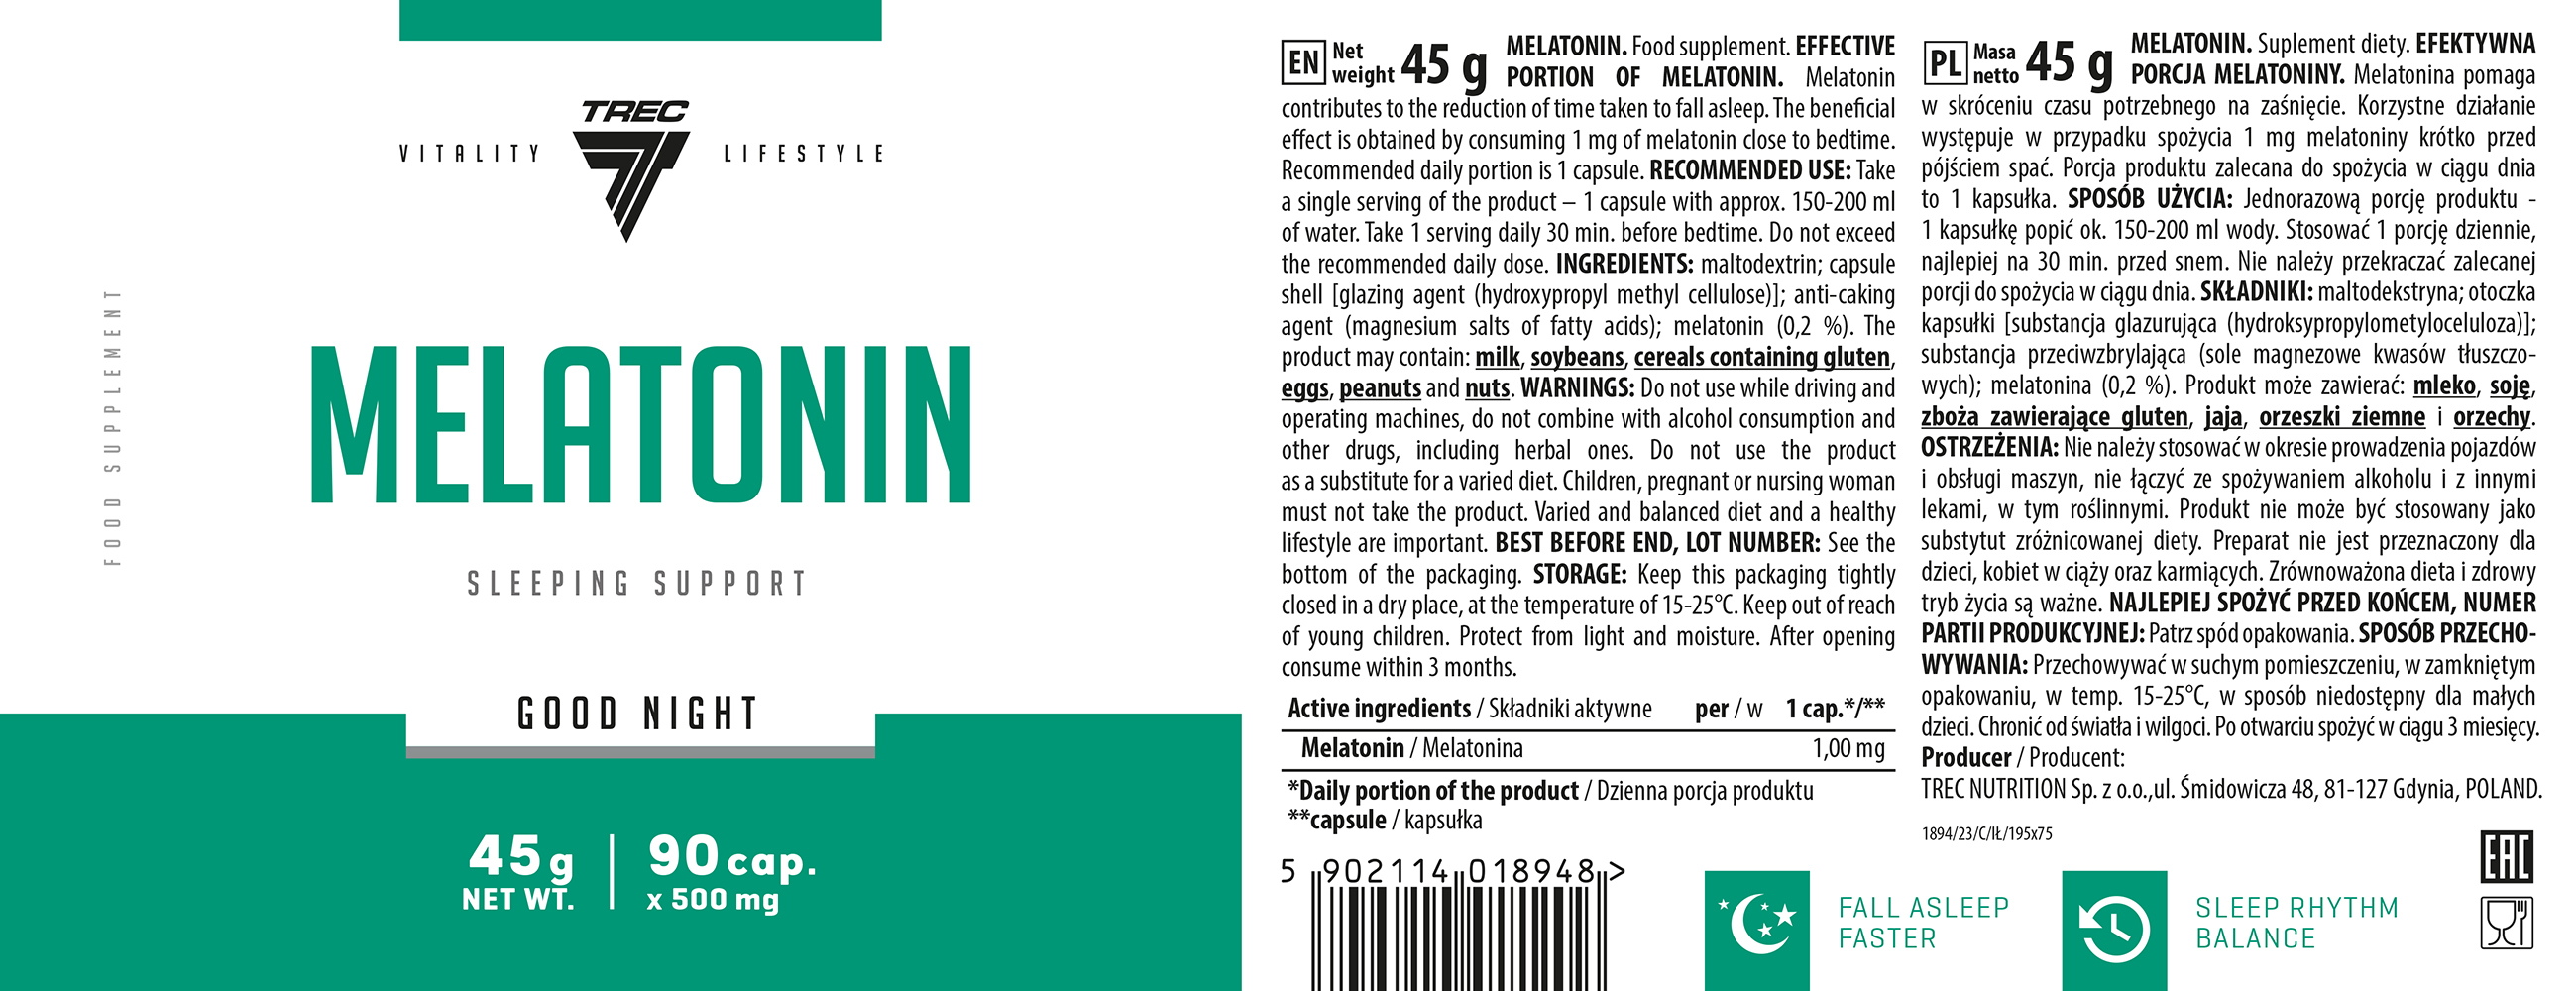 TREC
VITALITY
LIFESTYLE
FOOD SUPPLEMENT
MELATONIN
SLEEPING SUPPORT
GOOD NIGHT
45 g
NET WT.
90 cap.
x 500 mg
EN Net weight 45 g MELATONIN. Food supplement. EFFECTIVE
PORTION OF MELATONIN. Melatonin
contributes to the reduction of time taken to fall asleep. The beneficial
effect is obtained by consuming 1 mg of melatonin close to bedtime.
Recommended daily portion is 1 capsule. RECOMMENDED USE: Take
a single serving of the product – 1 capsule with approx. 150-200 ml
of water. Take 1 serving daily 30 min. before bedtime. Do not exceed
the recommended daily dose. INGREDIENTS: maltodextrin; capsule
shell [glazing agent (hydroxypropyl methyl cellulose)]; anti-caking
agent (magnesium salts of fatty acids); melatonin (0,2 %). The
product may contain: milk, soybeans, cereals containing gluten,
eggs, peanuts and nuts. WARNINGS: Do not use while driving and
operating machines, do not combine with alcohol consumption and
other drugs, including herbal ones. Do not use the product
as a substitute for a varied diet. Children, pregnant or nursing woman
must not take the product. Varied and balanced diet and a healthy
lifestyle are important. BEST BEFORE END, LOT NUMBER: See the
bottom of the packaging. STORAGE: Keep this packaging tightly
closed in a dry place, at the temperature of 15-25°C. Keep out of reach
of young children. Protect from light and moisture. After opening
consume within 3 months.
Active ingredients / Składniki aktywne per / w 1 cap.*/**
Melatonin / Melatonina 1,00 mg
*Daily portion of the product / Dzienna porcja produktu
**capsule / kapsułka
5 902114 018948 >
PL Masa netto 45 g MELATONIN. Suplement diety. EFEKTYWNA
PORCJA MELATONINY. Melatonina pomaga
w skróceniu czasu potrzebnego na zaśnięcie. Korzystne działanie
występuje w przypadku spożycia 1 mg melatoniny krótko przed
pójściem spać. Porcja produktu zalecana do spożycia w ciągu dnia
to 1 kapsułka. SPOSÓB UŻYCIA: Jednorazową porcję produktu -
1 kapsułkę popić ok. 150-200 ml wody. Stosować 1 porcję dziennie,
najlepiej na 30 min. przed snem. Nie należy przekraczać zalecanej
porcji do spożycia w ciągu dnia. SKŁADNIKI: maltodekstryna; otoczka
kapsułki [substancja glazurująca (hydroksypropylometyloceluloza)];
substancja przeciwzbrylająca (sole magnezowe kwasów tłuszczo-
wych); melatonina (0,2 %). Produkt może zawierać: mleko, soję,
zboża zawierające gluten, jaja, orzeszki ziemne i orzechy.
OSTRZEŻENIA: Nie należy stosować w okresie prowadzenia pojazdów
i obsługi maszyn, nie łączyć ze spożywaniem alkoholu i z innymi
lekami, w tym roślinnymi. Produkt nie może być stosowany jako
substytut zróżnicowanej diety. Preparat nie jest przeznaczony dla
dzieci, kobiet w ciąży oraz karmiących. Zrównoważona dieta i zdrowy
tryb życia są ważne. NAJLEPIEJ SPOŻYĆ PRZED KOŃCEM, NUMER
PARTII PRODUKCYJNEJ: Patrz spód opakowania. SPOSÓB PRZECHO-
WYWANIA: Przechowywać w suchym pomieszczeniu, w zamkniętym
opakowaniu, w temp. 15-25°C, w sposób niedostępny dla małych
dzieci. Chronić od światła i wilgoci. Po otwarciu spożyć w ciągu 3 miesięcy.
Producer / Producent:
TREC NUTRITION Sp. z o.o.,ul. Śmidowicza 48, 81-127 Gdynia, POLAND.
1894/23/C/IŁ/195x75
EAC
FALL ASLEEP
FASTER
SLEEP RHYTHM
BALANCE